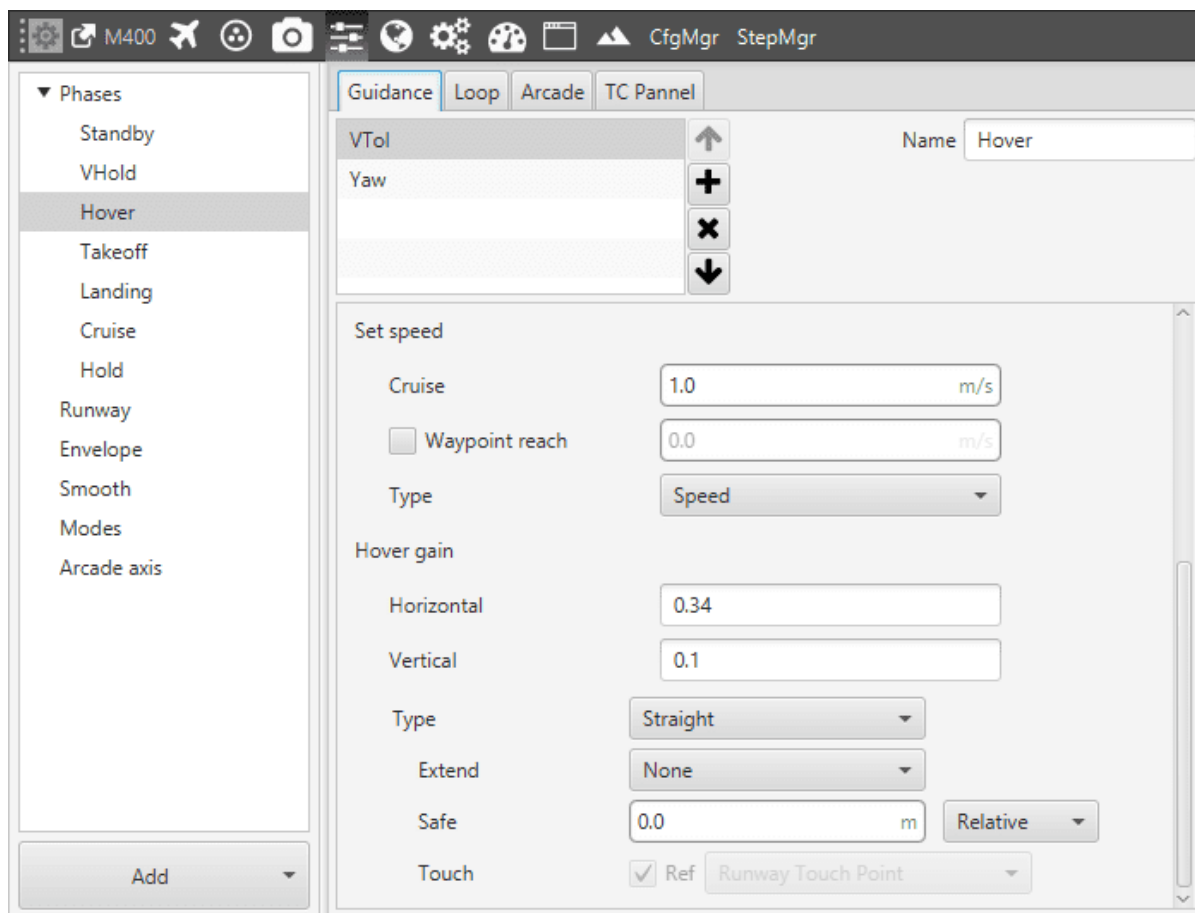 M400 CfgMgr StepMgr
Phases
Standby
VHold
Hover
Takeoff
Landing
Cruise
Hold
Runway
Envelope
Smooth
Modes
Arcade axis
Add
Guidance Loop Arcade TC Pannel
VTol
Yaw
Name Hover
Set speed
Cruise 1.0 m/s
Waypoint reach 0.0 m/s
Type Speed
Hover gain
Horizontal 0.34
Vertical 0.1
Type Straight
Extend None
Safe 0.0 m Relative
Touch Ref Runway Touch Point